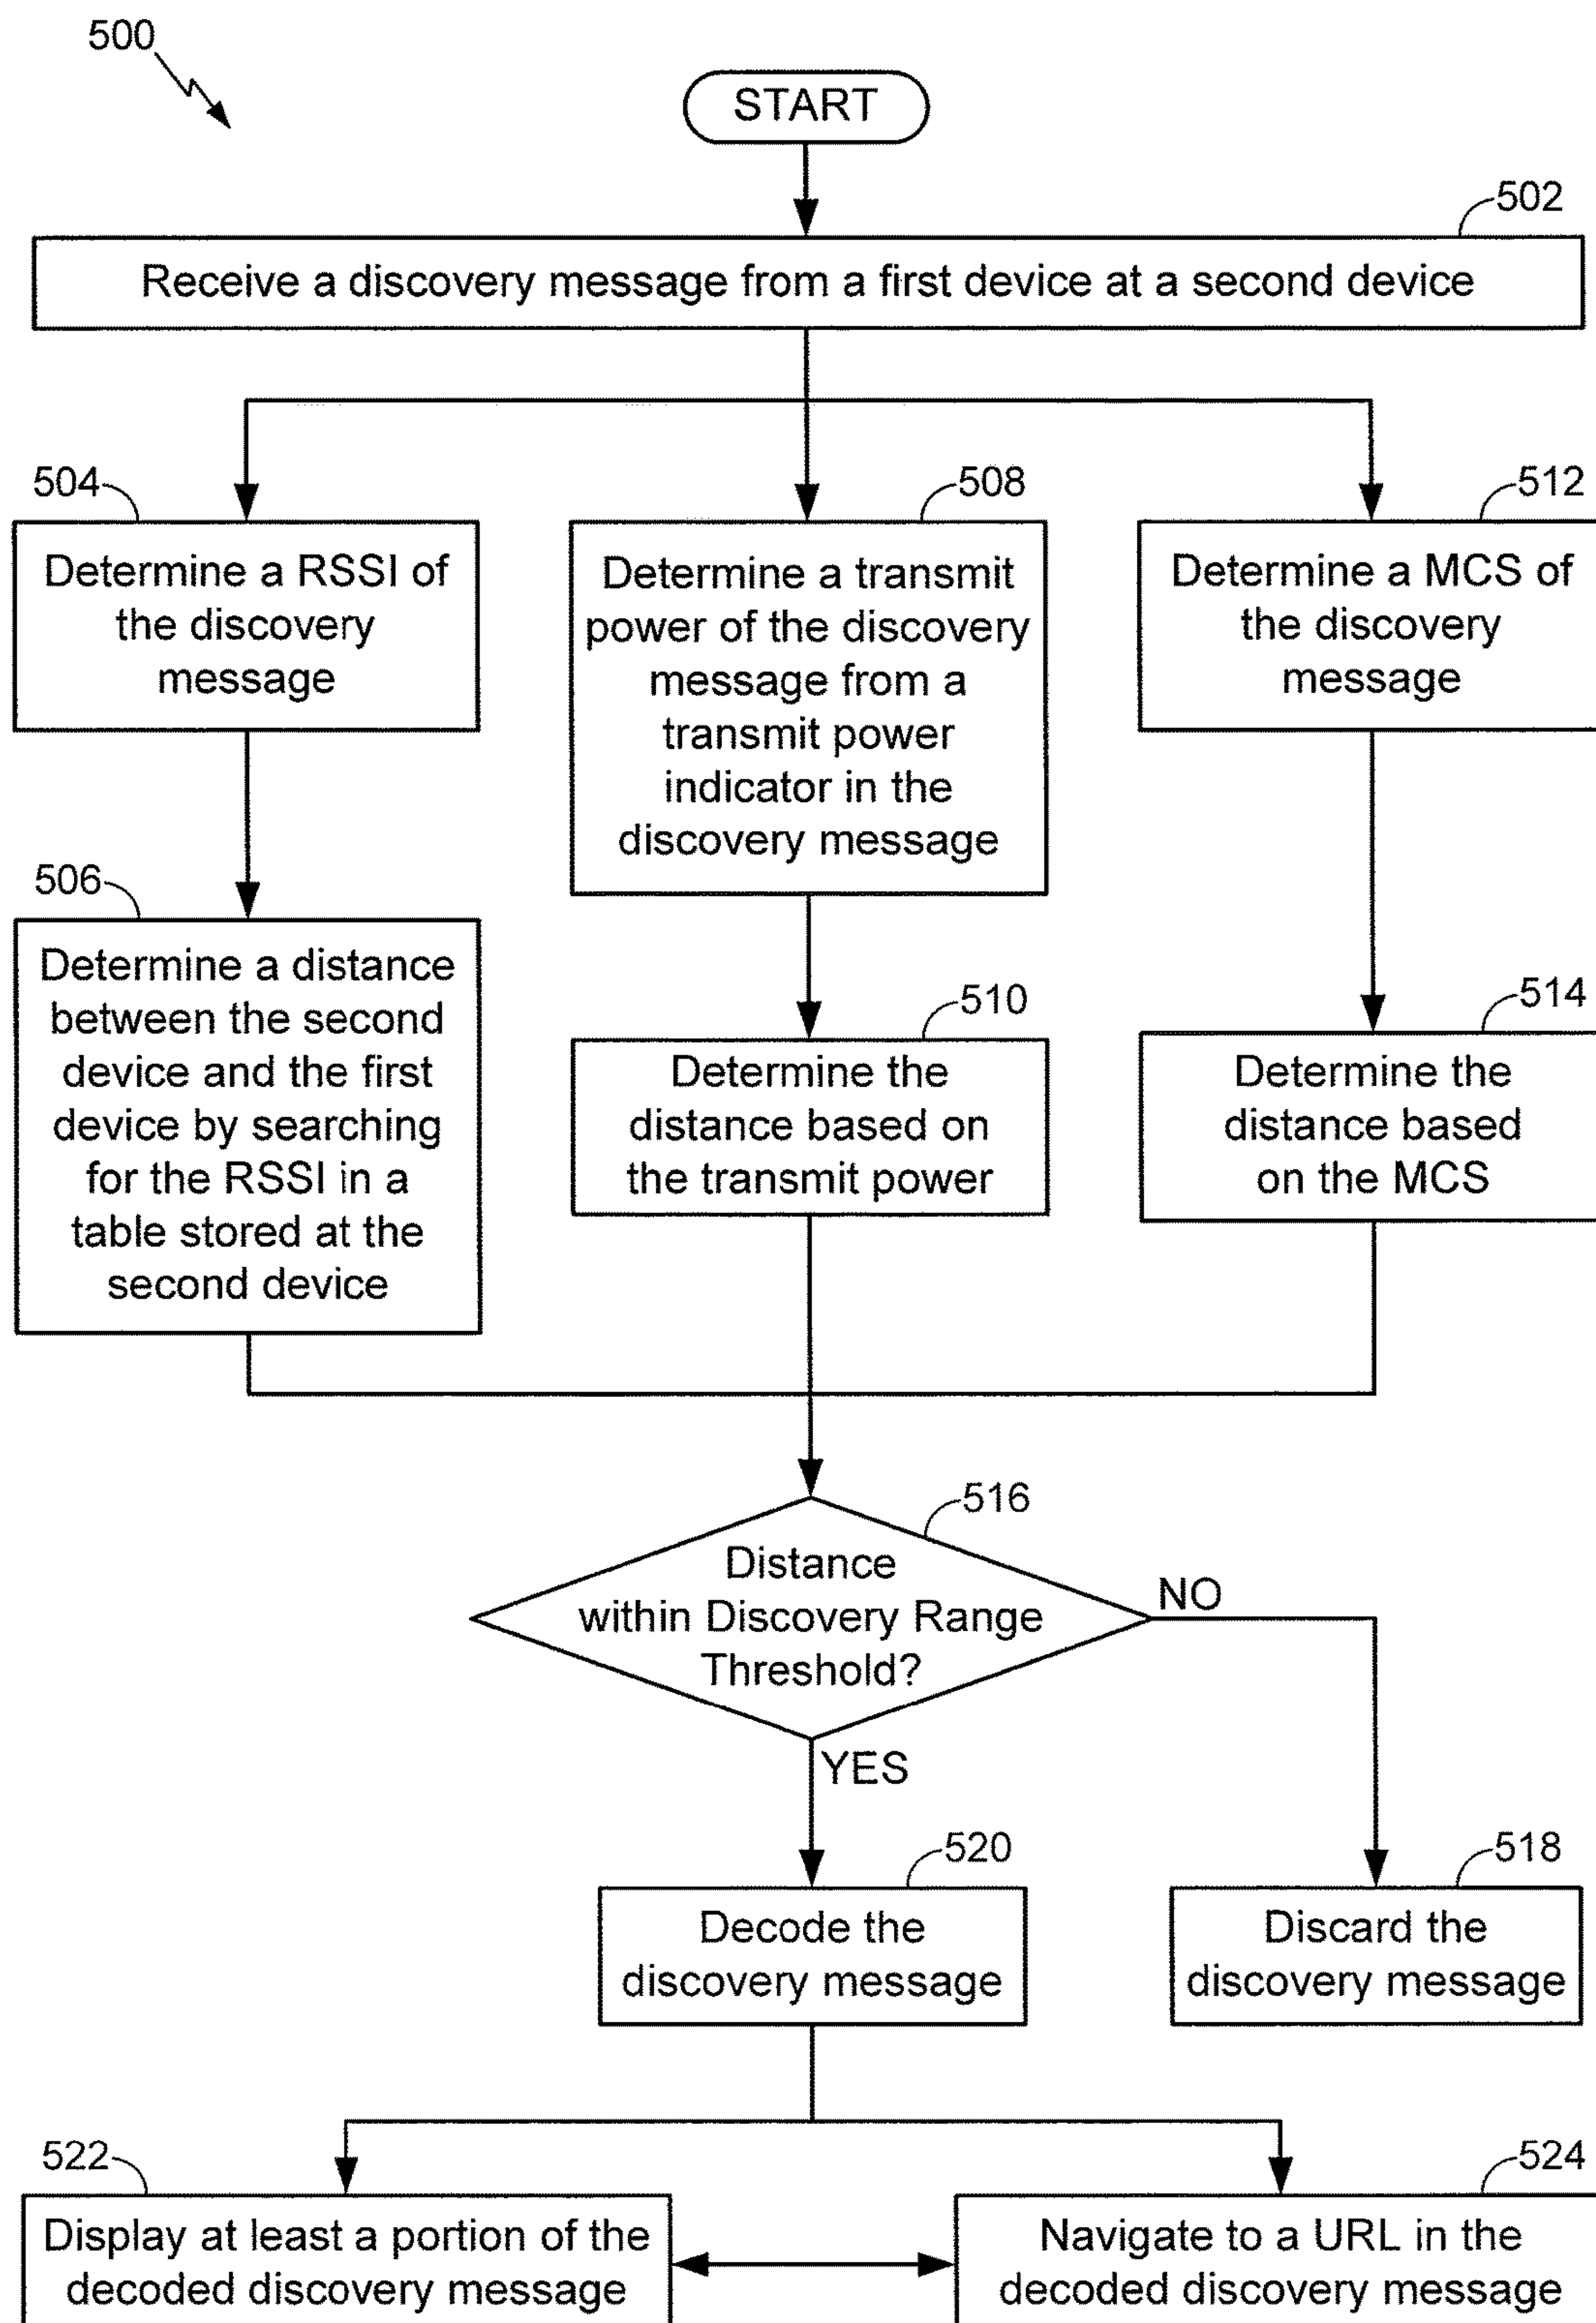 500
START
502
Receive a discovery message from a first device at a second device
504
Determine a RSSI of
the discovery
message
508
Determine a transmit
power of the discovery
message from a
transmit power
indicator in the
discovery message
512
Determine a MCS of
the discovery
message
506
Determine a distance
between the second
device and the first
device by searching
for the RSSI in a
table stored at the
second device
510
Determine the
distance based on
the transmit power
514
Determine the
distance based
on the MCS
516
Distance
within Discovery Range
Threshold?
NO
YES
520
Decode the
discovery message
518
Discard the
discovery message
522
Display at least a portion of the
decoded discovery message
524
Navigate to a URL in the
decoded discovery message